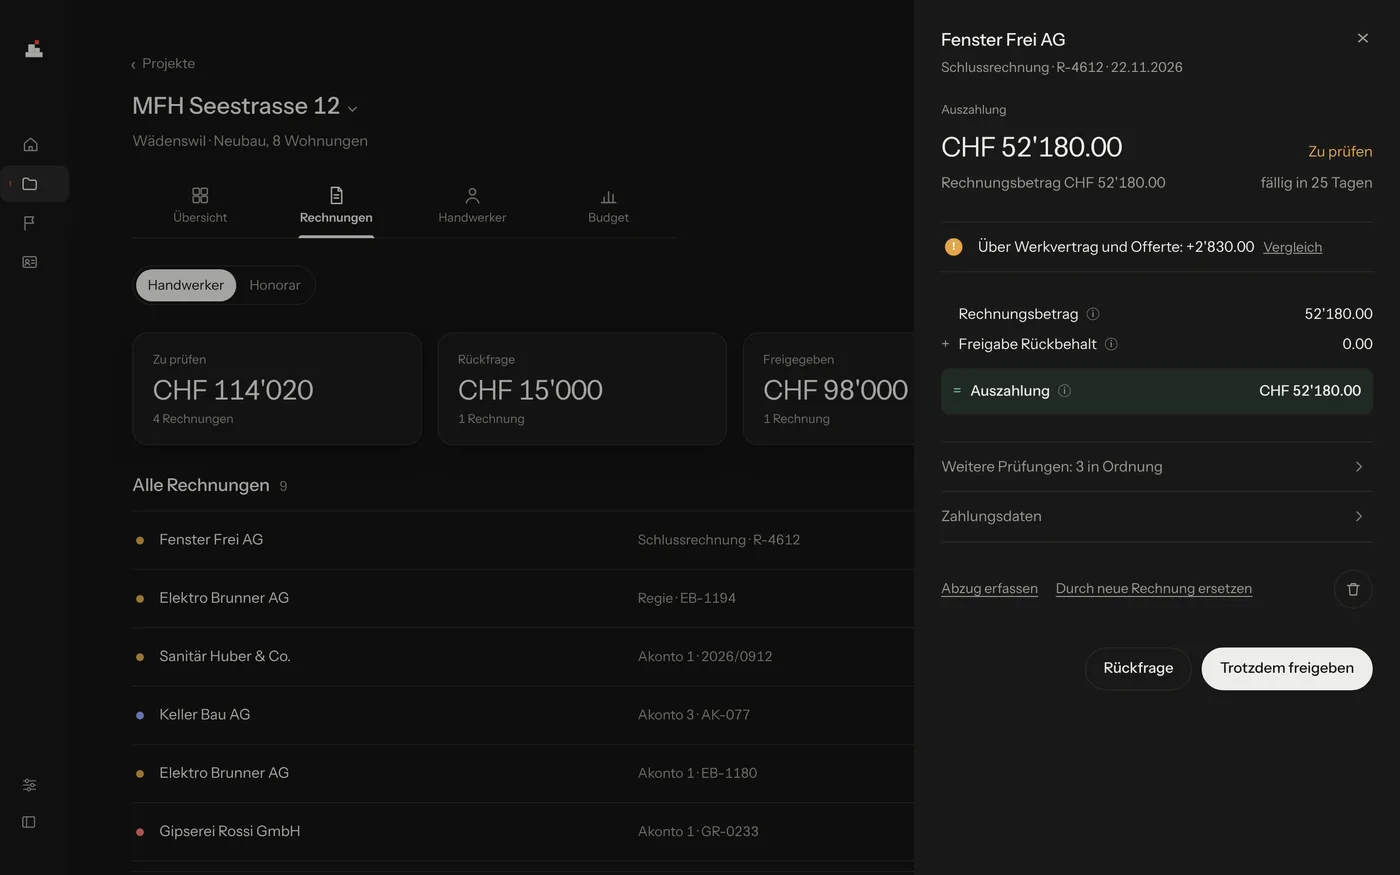 Projekte
MFH Seestrasse 12
Wädenswil · Neubau, 8 Wohnungen
Übersicht
Rechnungen
Handwerker
Budget
Handwerker
Honorar
Zu prüfen
CHF 114'020
4 Rechnungen
Rückfrage
CHF 15'000
1 Rechnung
Freigegeben
CHF 98'000
1 Rechnung
Alle Rechnungen 9
Fenster Frei AG Schlussrechnung · R-4612
Elektro Brunner AG Regie · EB-1194
Sanitär Huber & Co. Akonto 1 · 2026/0912
Keller Bau AG Akonto 3 · AK-077
Elektro Brunner AG Akonto 1 · EB-1180
Gipserei Rossi GmbH Akonto 1 · GR-0233
Fenster Frei AG
Schlussrechnung · R-4612 · 22.11.2026
Auszahlung
CHF 52'180.00 Zu prüfen
Rechnungsbetrag CHF 52'180.00 fällig in 25 Tagen
! Über Werkvertrag und Offerte: +2'830.00 Vergleich
Rechnungsbetrag 52'180.00
+ Freigabe Rückbehalt 0.00
= Auszahlung CHF 52'180.00
Weitere Prüfungen: 3 in Ordnung
Zahlungsdaten
Abzug erfassen Durch neue Rechnung ersetzen
Rückfrage Trotzdem freigeben